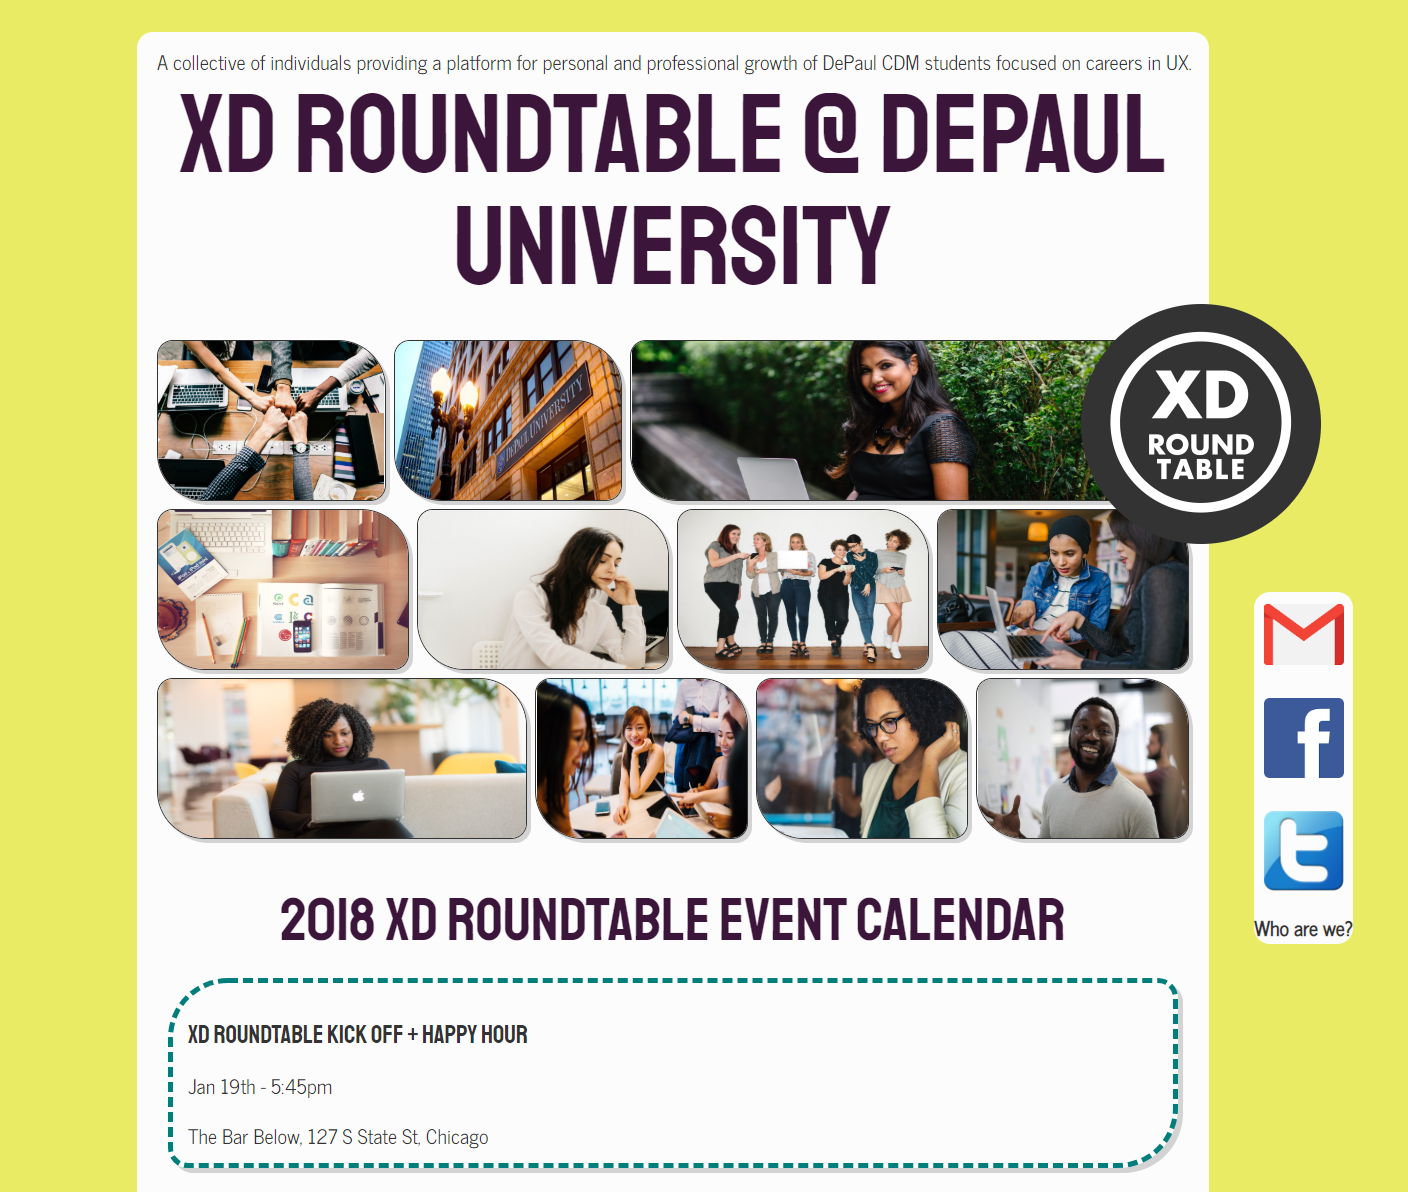 A collective of individuals providing a platform for personal and professional growth of DePaul CDM students focused on careers in UX.
XD ROUNDTABLE @ DEPAUL
UNIVERSITY
DEPAUL UNIVERSITY
XD
ROUND
TABLE
Who are we?
2018 XD ROUNDTABLE EVENT CALENDAR
XD ROUNDTABLE KICK OFF + HAPPY HOUR
Jan 19th - 5:45pm
The Bar Below, 127 S State St, Chicago